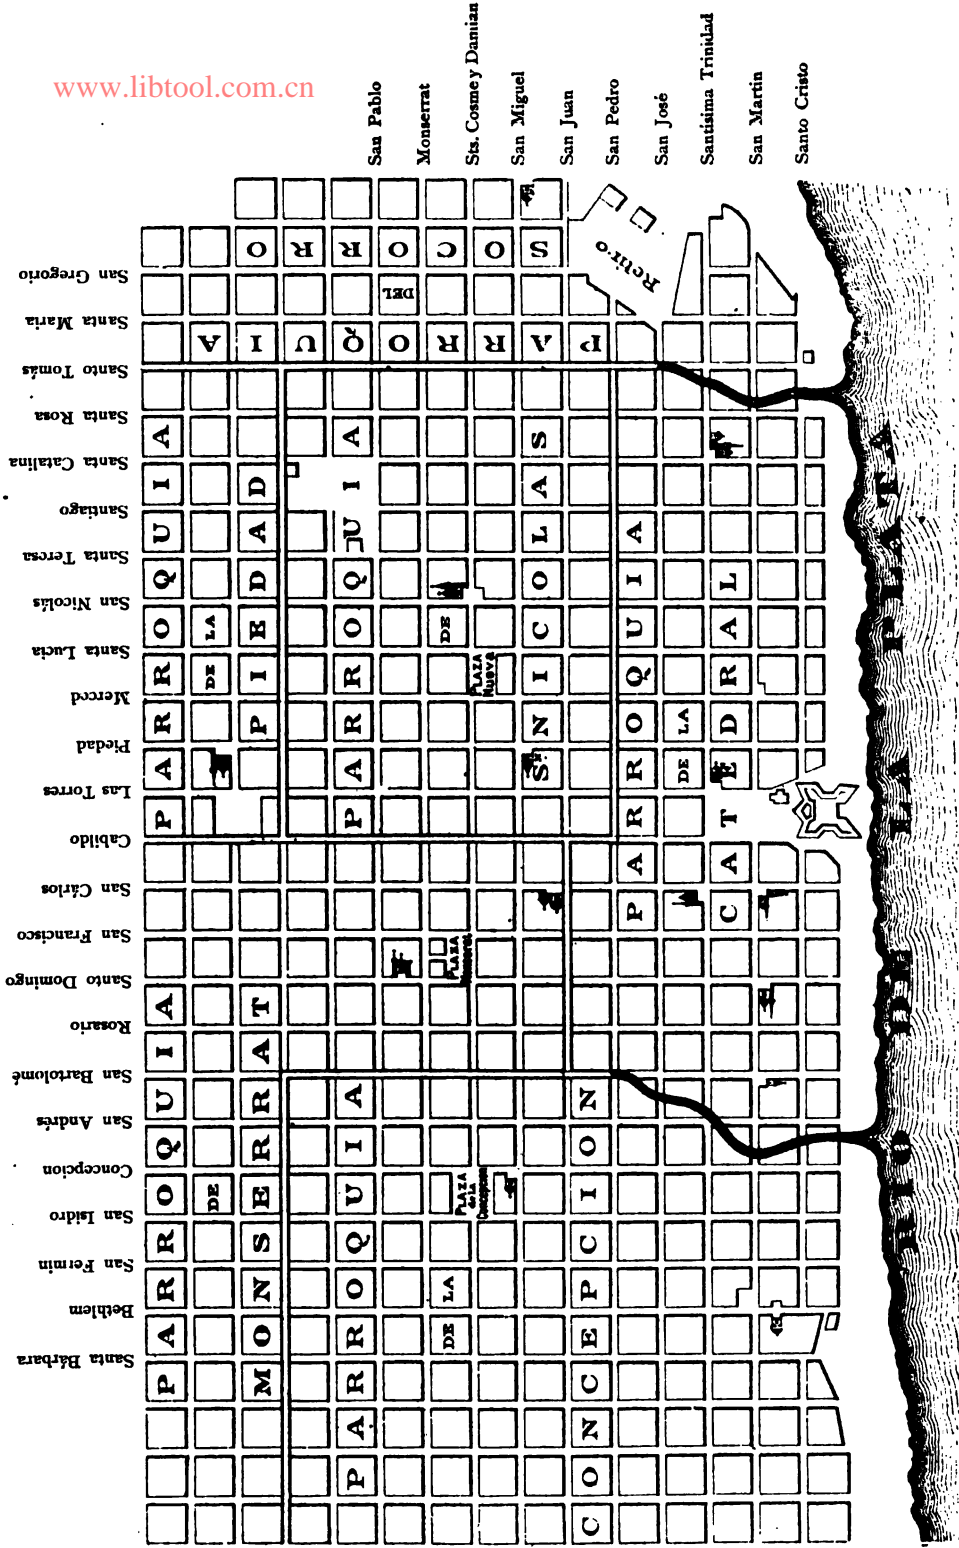 www.libtool.com.cn
San Pablo
Monserrat
Sts. Cosme y Damian
San Miguel
San Juan
San Pedro
San José
Santísima Trinidad
San Martin
Santo Cristo
San Gregorio
Santa Maria
Santo Tomás
Santa Rosa
Santa Catalina
Santiago
Santa Teresa
San Nicolás
Santa Lucia
Merced
Piedad
Las Torres
Cabildo
San Cárlos
San Francisco
Santo Domingo
Rosario
San Bartolomé
San Andrés
Concepcion
San Isidro
San Fermin
Bethlem
Santa Bárbara
PARROQUIA
DEL
SOCORRO
Retiro
PARROQUIA
DE LA
PIEDAD
PARROQUIA
DE
SN NICOLAS
PLAZA
Nueva
PARROQUIA
DE LA
CATEDRAL
PARROQUIA
DE
MONSERRAT
PLAZA
Monserrat
PARROQUIA
DE LA
CONCEPCION
PLAZA
de la
Concepcion
RIO DE LA PLATA